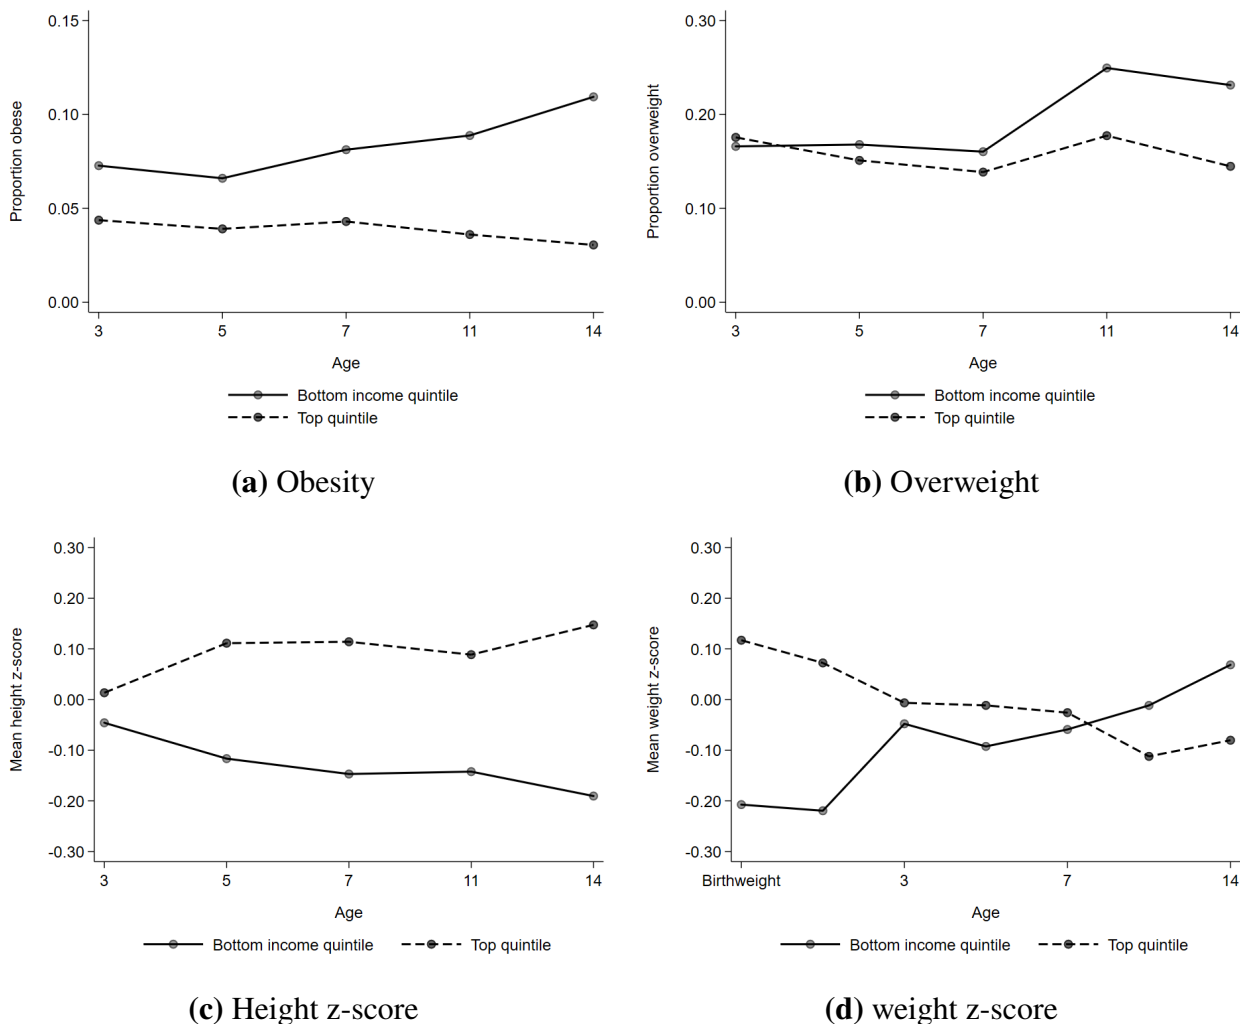 0.15
0.10
0.05
0.00
Proportion obese
3 5 7 11 14
Age
Bottom income quintile
Top quintile
(a) Obesity
0.30
0.20
0.10
0.00
Proportion overweight
3 5 7 11 14
Age
Bottom income quintile
Top quintile
(b) Overweight
0.30
0.20
0.10
0.00
-0.10
-0.20
-0.30
Mean height z-score
3 5 7 11 14
Age
Bottom income quintile Top quintile
(c) Height z-score
0.30
0.20
0.10
0.00
-0.10
-0.20
-0.30
Mean weight z-score
Birthweight 3 7 14
Age
Bottom income quintile Top quintile
(d) weight z-score